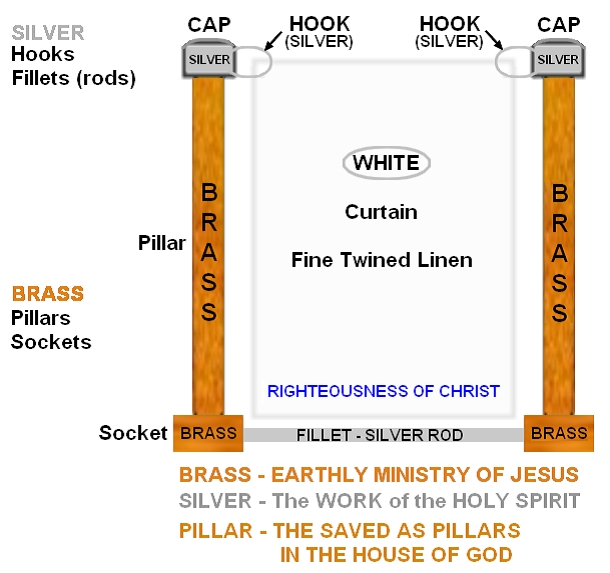 CAP
HOOK
(SILVER)
HOOK
(SILVER)
CAP
SILVER
Hooks
Fillets (rods)
SILVER
SILVER
WHITE
Curtain
Fine Twined Linen
Pillar
BRASS
BRASS
BRASS
Pillars
Sockets
RIGHTEOUSNESS OF CHRIST
Socket
BRASS
FILLET - SILVER ROD
BRASS
BRASS - EARTHLY MINISTRY OF JESUS
SILVER - The WORK of the HOLY SPIRIT
PILLAR - THE SAVED AS PILLARS
IN THE HOUSE OF GOD